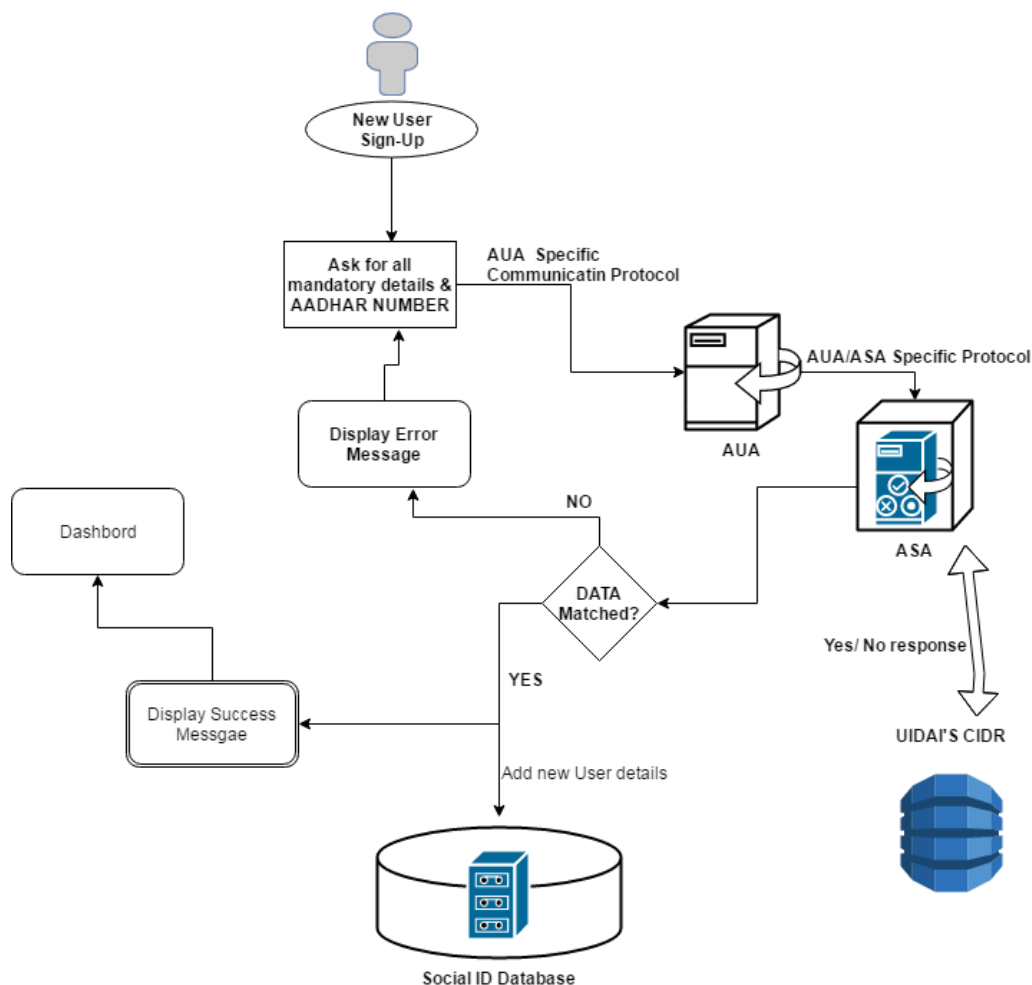 New User
Sign-Up
Ask for all
mandatory details &
AADHAR NUMBER
AUA  Specific
Communicatin Protocol
AUA/ASA Specific Protocol
AUA
Display Error
Message
ASA
NO
Dashbord
DATA
Matched?
Yes/ No response
YES
Display Success
Messgae
UIDAI'S CIDR
Add new User details
Social ID Database